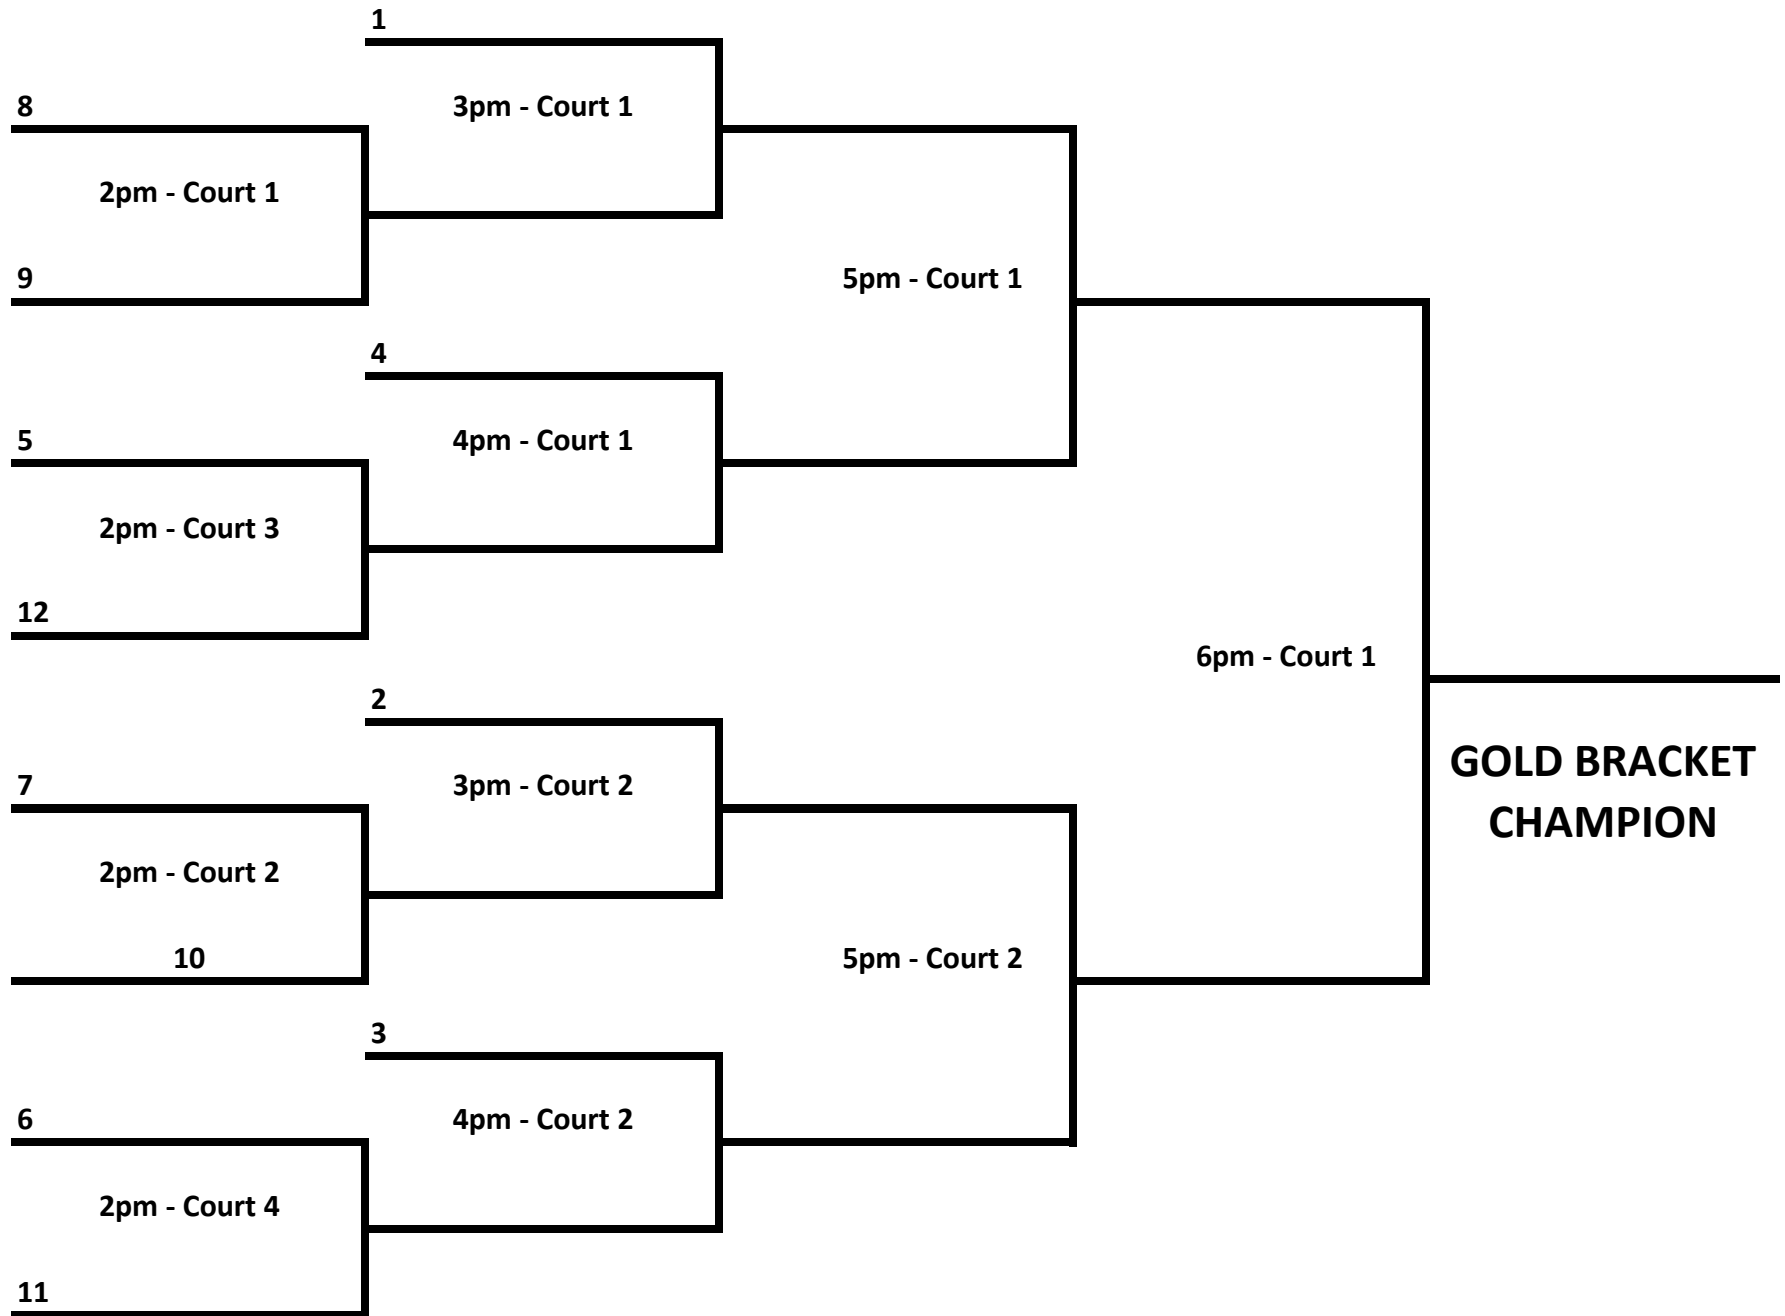 1
8
3pm - Court 1
2pm - Court 1
9
5pm - Court 1
4
5
4pm - Court 1
2pm - Court 3
12
6pm - Court 1
2
GOLD BRACKET
CHAMPION
7
3pm - Court 2
2pm - Court 2
10
5pm - Court 2
3
6
4pm - Court 2
2pm - Court 4
11